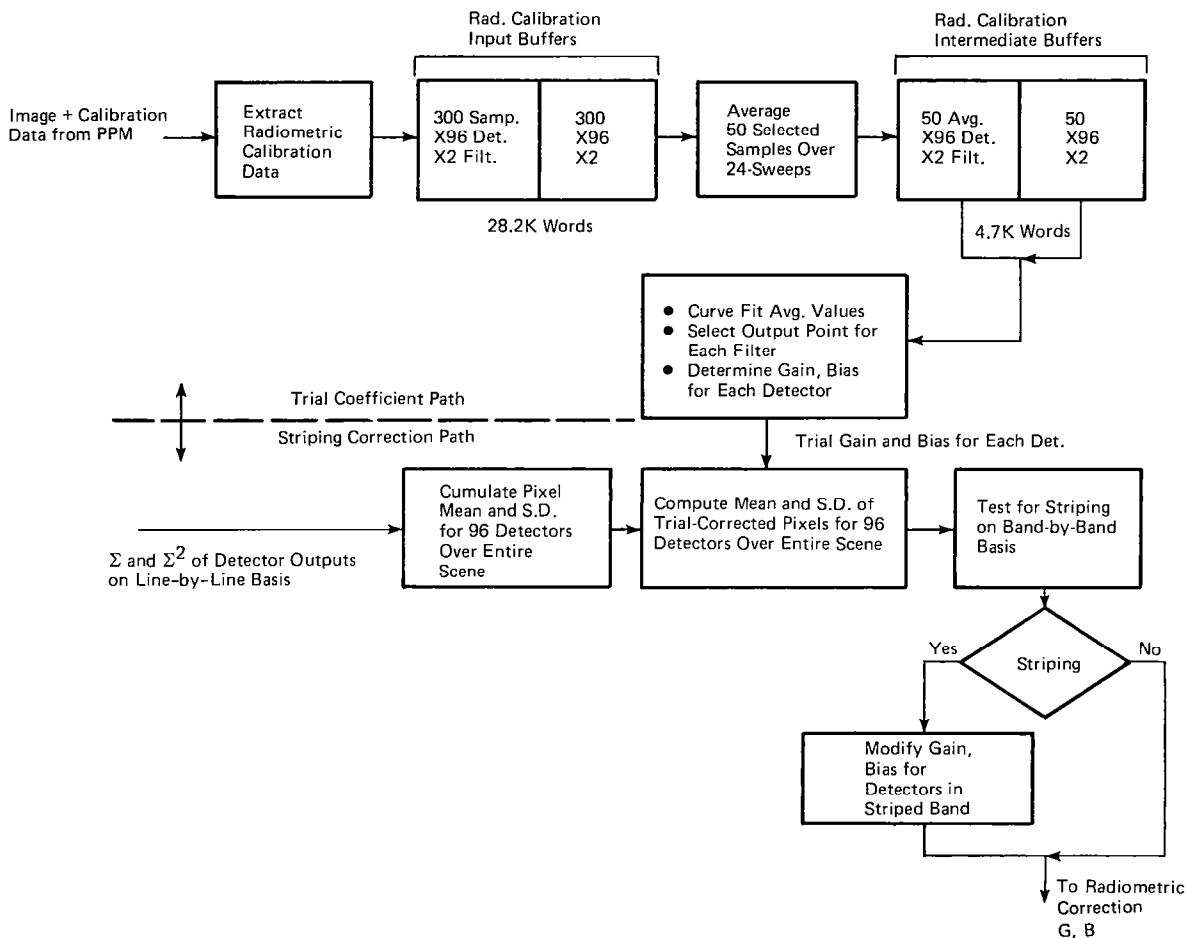 Rad. Calibration
Input Buffers
Rad. Calibration
Intermediate Buffers
Image + Calibration
Data from PPM
Extract
Radiometric
Calibration
Data
300 Samp.
X96 Det.
X2 Filt.
300
X96
X2
Average
50 Selected
Samples Over
24-Sweeps
50 Avg.
X96 Det.
X2 Filt.
50
X96
X2
28.2K Words
4.7K Words
● Curve Fit Avg. Values
● Select Output Point for
Each Filter
● Determine Gain, Bias
for Each Detector
Trial Coefficient Path
Striping Correction Path
Trial Gain and Bias for Each Det.
Σ and Σ² of Detector Outputs
on Line-by-Line Basis
Cumulate Pixel
Mean and S.D.
for 96 Detectors
Over Entire
Scene
Compute Mean and S.D. of
Trial-Corrected Pixels for 96
Detectors Over Entire Scene
Test for Striping
on Band-by-Band
Basis
Yes
Striping
No
Modify Gain,
Bias for
Detectors in
Striped Band
To Radiometric
Correction
G, B